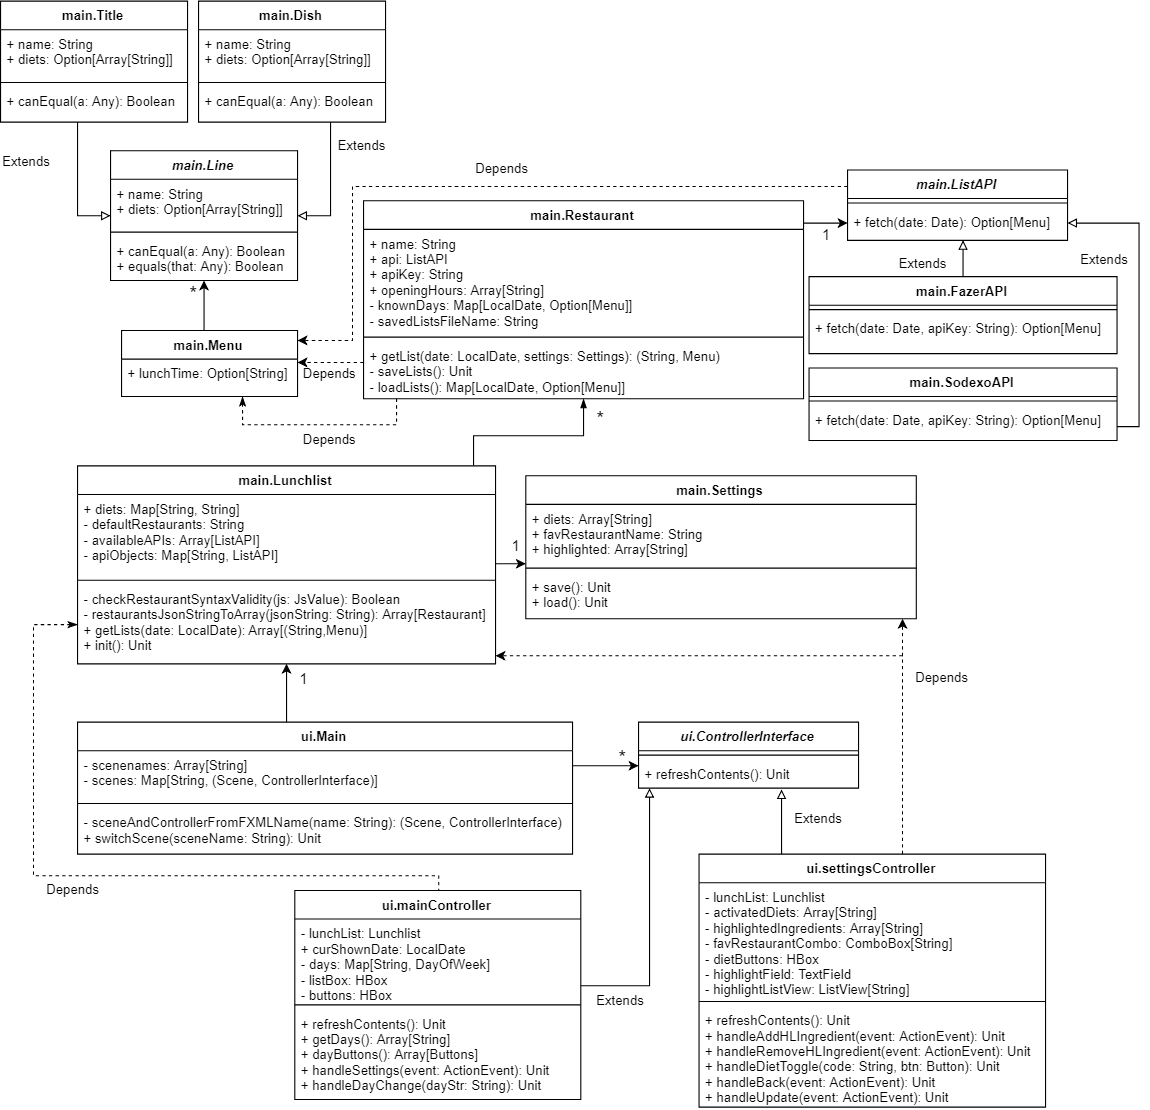 main.Title
+ name: String
+ diets: Option[Array[String]]
+ canEqual(a: Any): Boolean
main.Dish
+ name: String
+ diets: Option[Array[String]]
+ canEqual(a: Any): Boolean
Extends
Extends
main.Line
+ name: String
+ diets: Option[Array[String]]
+ canEqual(a: Any): Boolean
+ equals(that: Any): Boolean
*
main.Menu
+ lunchTime: Option[String]
Depends
main.Restaurant
+ name: String
+ api: ListAPI
+ apiKey: String
+ openingHours: Array[String]
- knownDays: Map[LocalDate, Option[Menu]]
- savedListsFileName: String
+ getList(date: LocalDate, settings: Settings): (String, Menu)
- saveLists(): Unit
- loadLists(): Map[LocalDate, Option[Menu]]
Depends
Depends
*
1
main.ListAPI
+ fetch(date: Date): Option[Menu]
Extends
Extends
main.FazerAPI
+ fetch(date: Date, apiKey: String): Option[Menu]
main.SodexoAPI
+ fetch(date: Date, apiKey: String): Option[Menu]
main.Lunchlist
+ diets: Map[String, String]
- defaultRestaurants: String
- availableAPIs: Array[ListAPI]
- apiObjects: Map[String, ListAPI]
- checkRestaurantSyntaxValidity(js: JsValue): Boolean
- restaurantsJsonStringToArray(jsonString: String): Array[Restaurant]
+ getLists(date: LocalDate): Array[(String,Menu)]
+ init(): Unit
1
main.Settings
+ diets: Array[String]
+ favRestaurantName: String
+ highlighted: Array[String]
+ save(): Unit
+ load(): Unit
Depends
1
ui.Main
- scenenames: Array[String]
- scenes: Map[String, (Scene, ControllerInterface)]
- sceneAndControllerFromFXMLName(name: String): (Scene, ControllerInterface)
+ switchScene(sceneName: String): Unit
*
ui.ControllerInterface
+ refreshContents(): Unit
Extends
Depends
ui.mainController
- lunchList: Lunchlist
+ curShownDate: LocalDate
- days: Map[String, DayOfWeek]
- listBox: HBox
- buttons: HBox
+ refreshContents(): Unit
+ getDays(): Array[String]
+ dayButtons(): Array[Buttons]
+ handleSettings(event: ActionEvent): Unit
+ handleDayChange(dayStr: String): Unit
Extends
ui.settingsController
- lunchList: Lunchlist
- activatedDiets: Array[String]
- highlightedIngredients: Array[String]
- favRestaurantCombo: ComboBox[String]
- dietButtons: HBox
- highlightField: TextField
- highlightListView: ListView[String]
+ refreshContents(): Unit
+ handleAddHLIngredient(event: ActionEvent): Unit
+ handleRemoveHLIngredient(event: ActionEvent): Unit
+ handleDietToggle(code: String, btn: Button): Unit
+ handleBack(event: ActionEvent): Unit
+ handleUpdate(event: ActionEvent): Unit